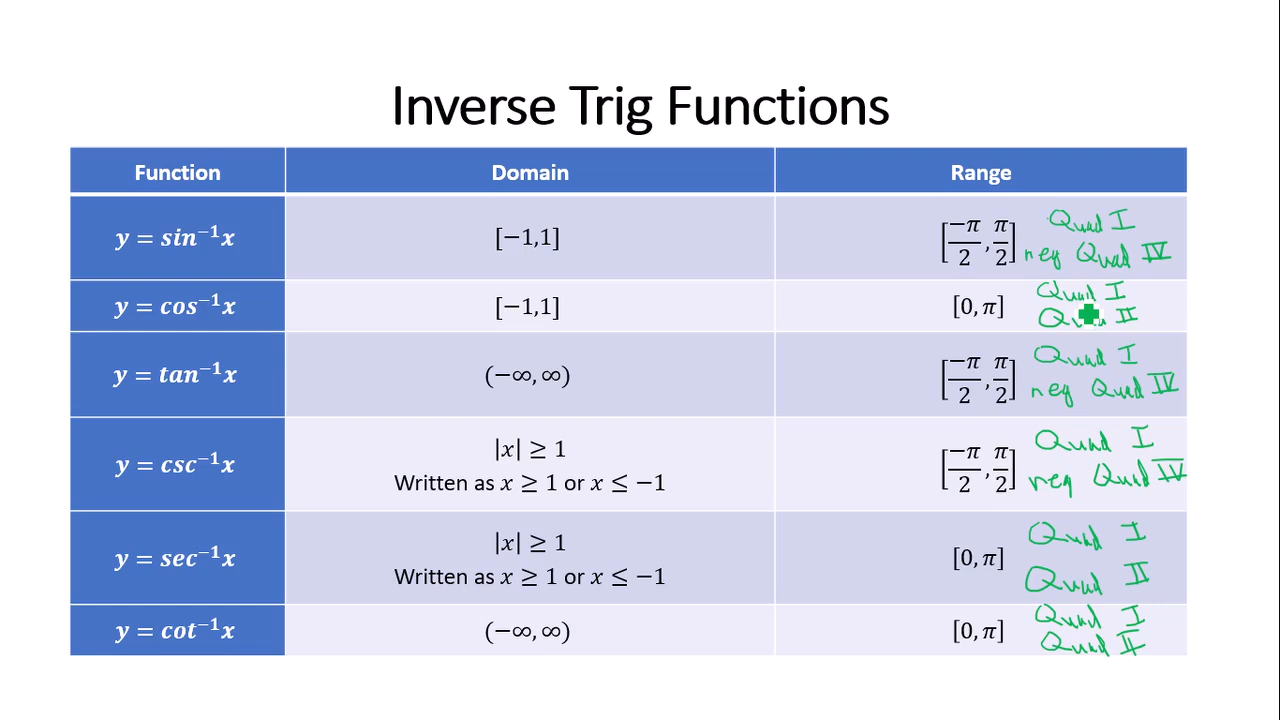 Inverse Trig Functions
Function Domain Range
y = sin⁻¹x [−1,1] [−π/2, π/2] Quad I
neg Quad IV
y = cos⁻¹x [−1,1] [0, π] Quad I
Quad II
y = tan⁻¹x (−∞, ∞) [−π/2, π/2] Quad I
neg Quad IV
y = csc⁻¹x |x| ≥ 1 [−π/2, π/2] Quad I
Written as x ≥ 1 or x ≤ −1 neg Quad IV
y = sec⁻¹x |x| ≥ 1 [0, π] Quad I
Written as x ≥ 1 or x ≤ −1 Quad II
y = cot⁻¹x (−∞, ∞) [0, π] Quad I
Quad II